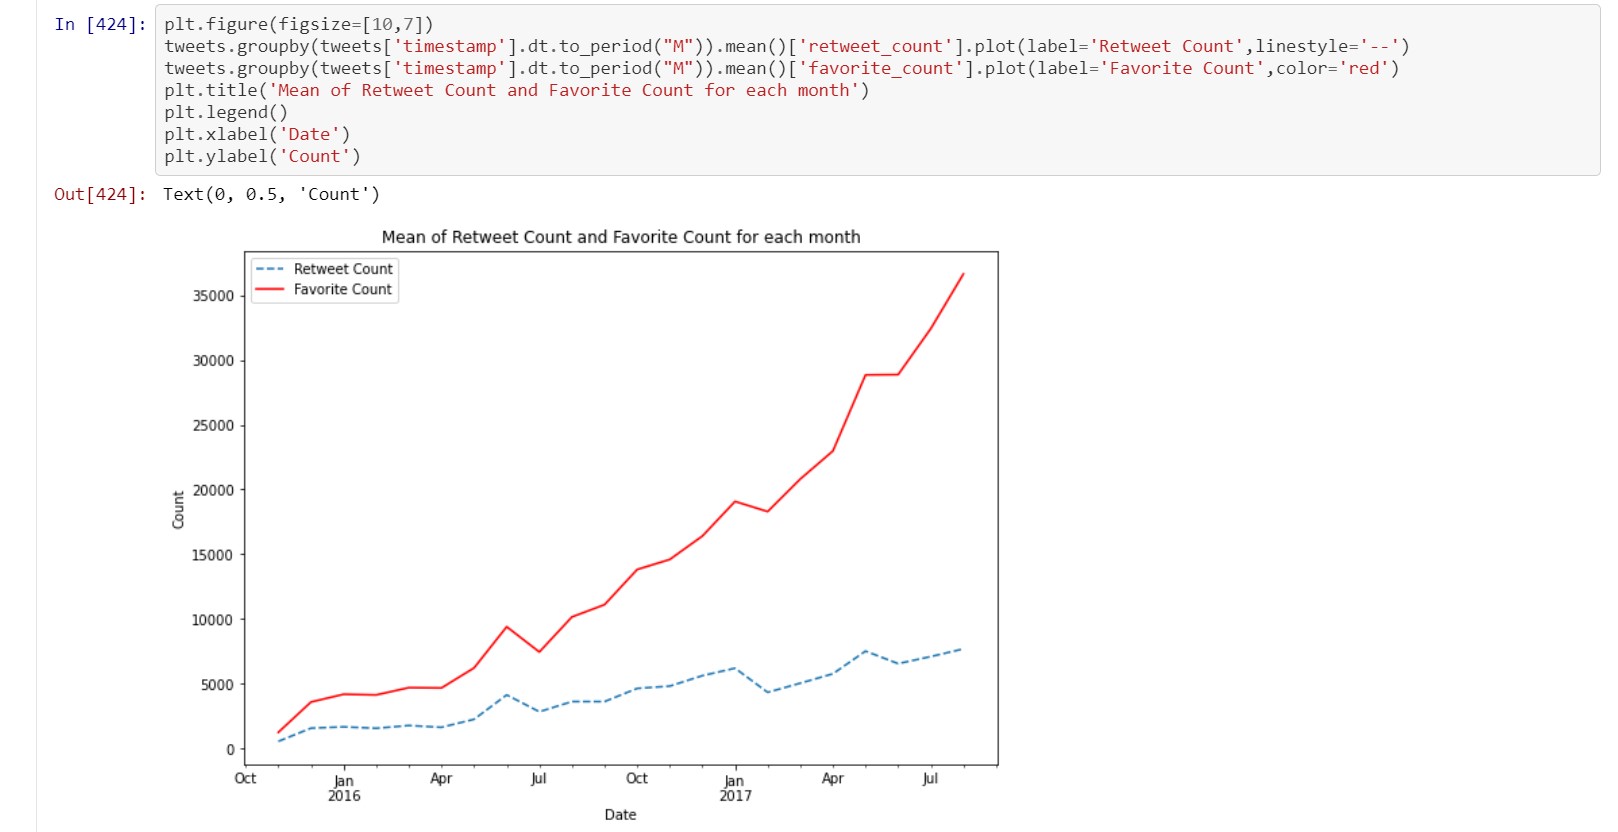 In [424]: plt.figure(figsize=[10,7])
tweets.groupby(tweets['timestamp'].dt.to_period("M")).mean()['retweet_count'].plot(label='Retweet Count',linestyle='--')
tweets.groupby(tweets['timestamp'].dt.to_period("M")).mean()['favorite_count'].plot(label='Favorite Count',color='red')
plt.title('Mean of Retweet Count and Favorite Count for each month')
plt.legend()
plt.xlabel('Date')
plt.ylabel('Count')
Out[424]: Text(0, 0.5, 'Count')
Mean of Retweet Count and Favorite Count for each month
Retweet Count
Favorite Count
35000
30000
25000
20000
15000
10000
5000
0
Count
Oct Jan Apr Jul Oct Jan Apr Jul
2016 2017
Date